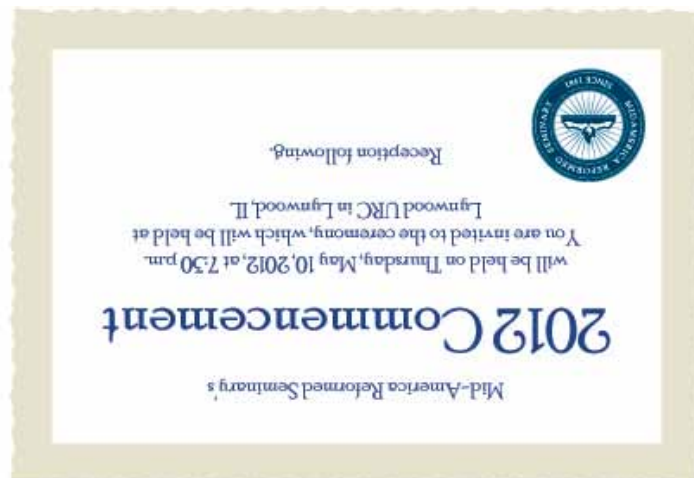 Mid-America Reformed Seminary's
2012 Commencement
will be held on Thursday, May 10, 2012, at 7:30 p.m.
You are invited to the ceremony, which will be held at
Lynwood URC in Lynwood, IL.
Reception following.
MIDAMERICA REFORMED SEMINARY
SINCE 1981